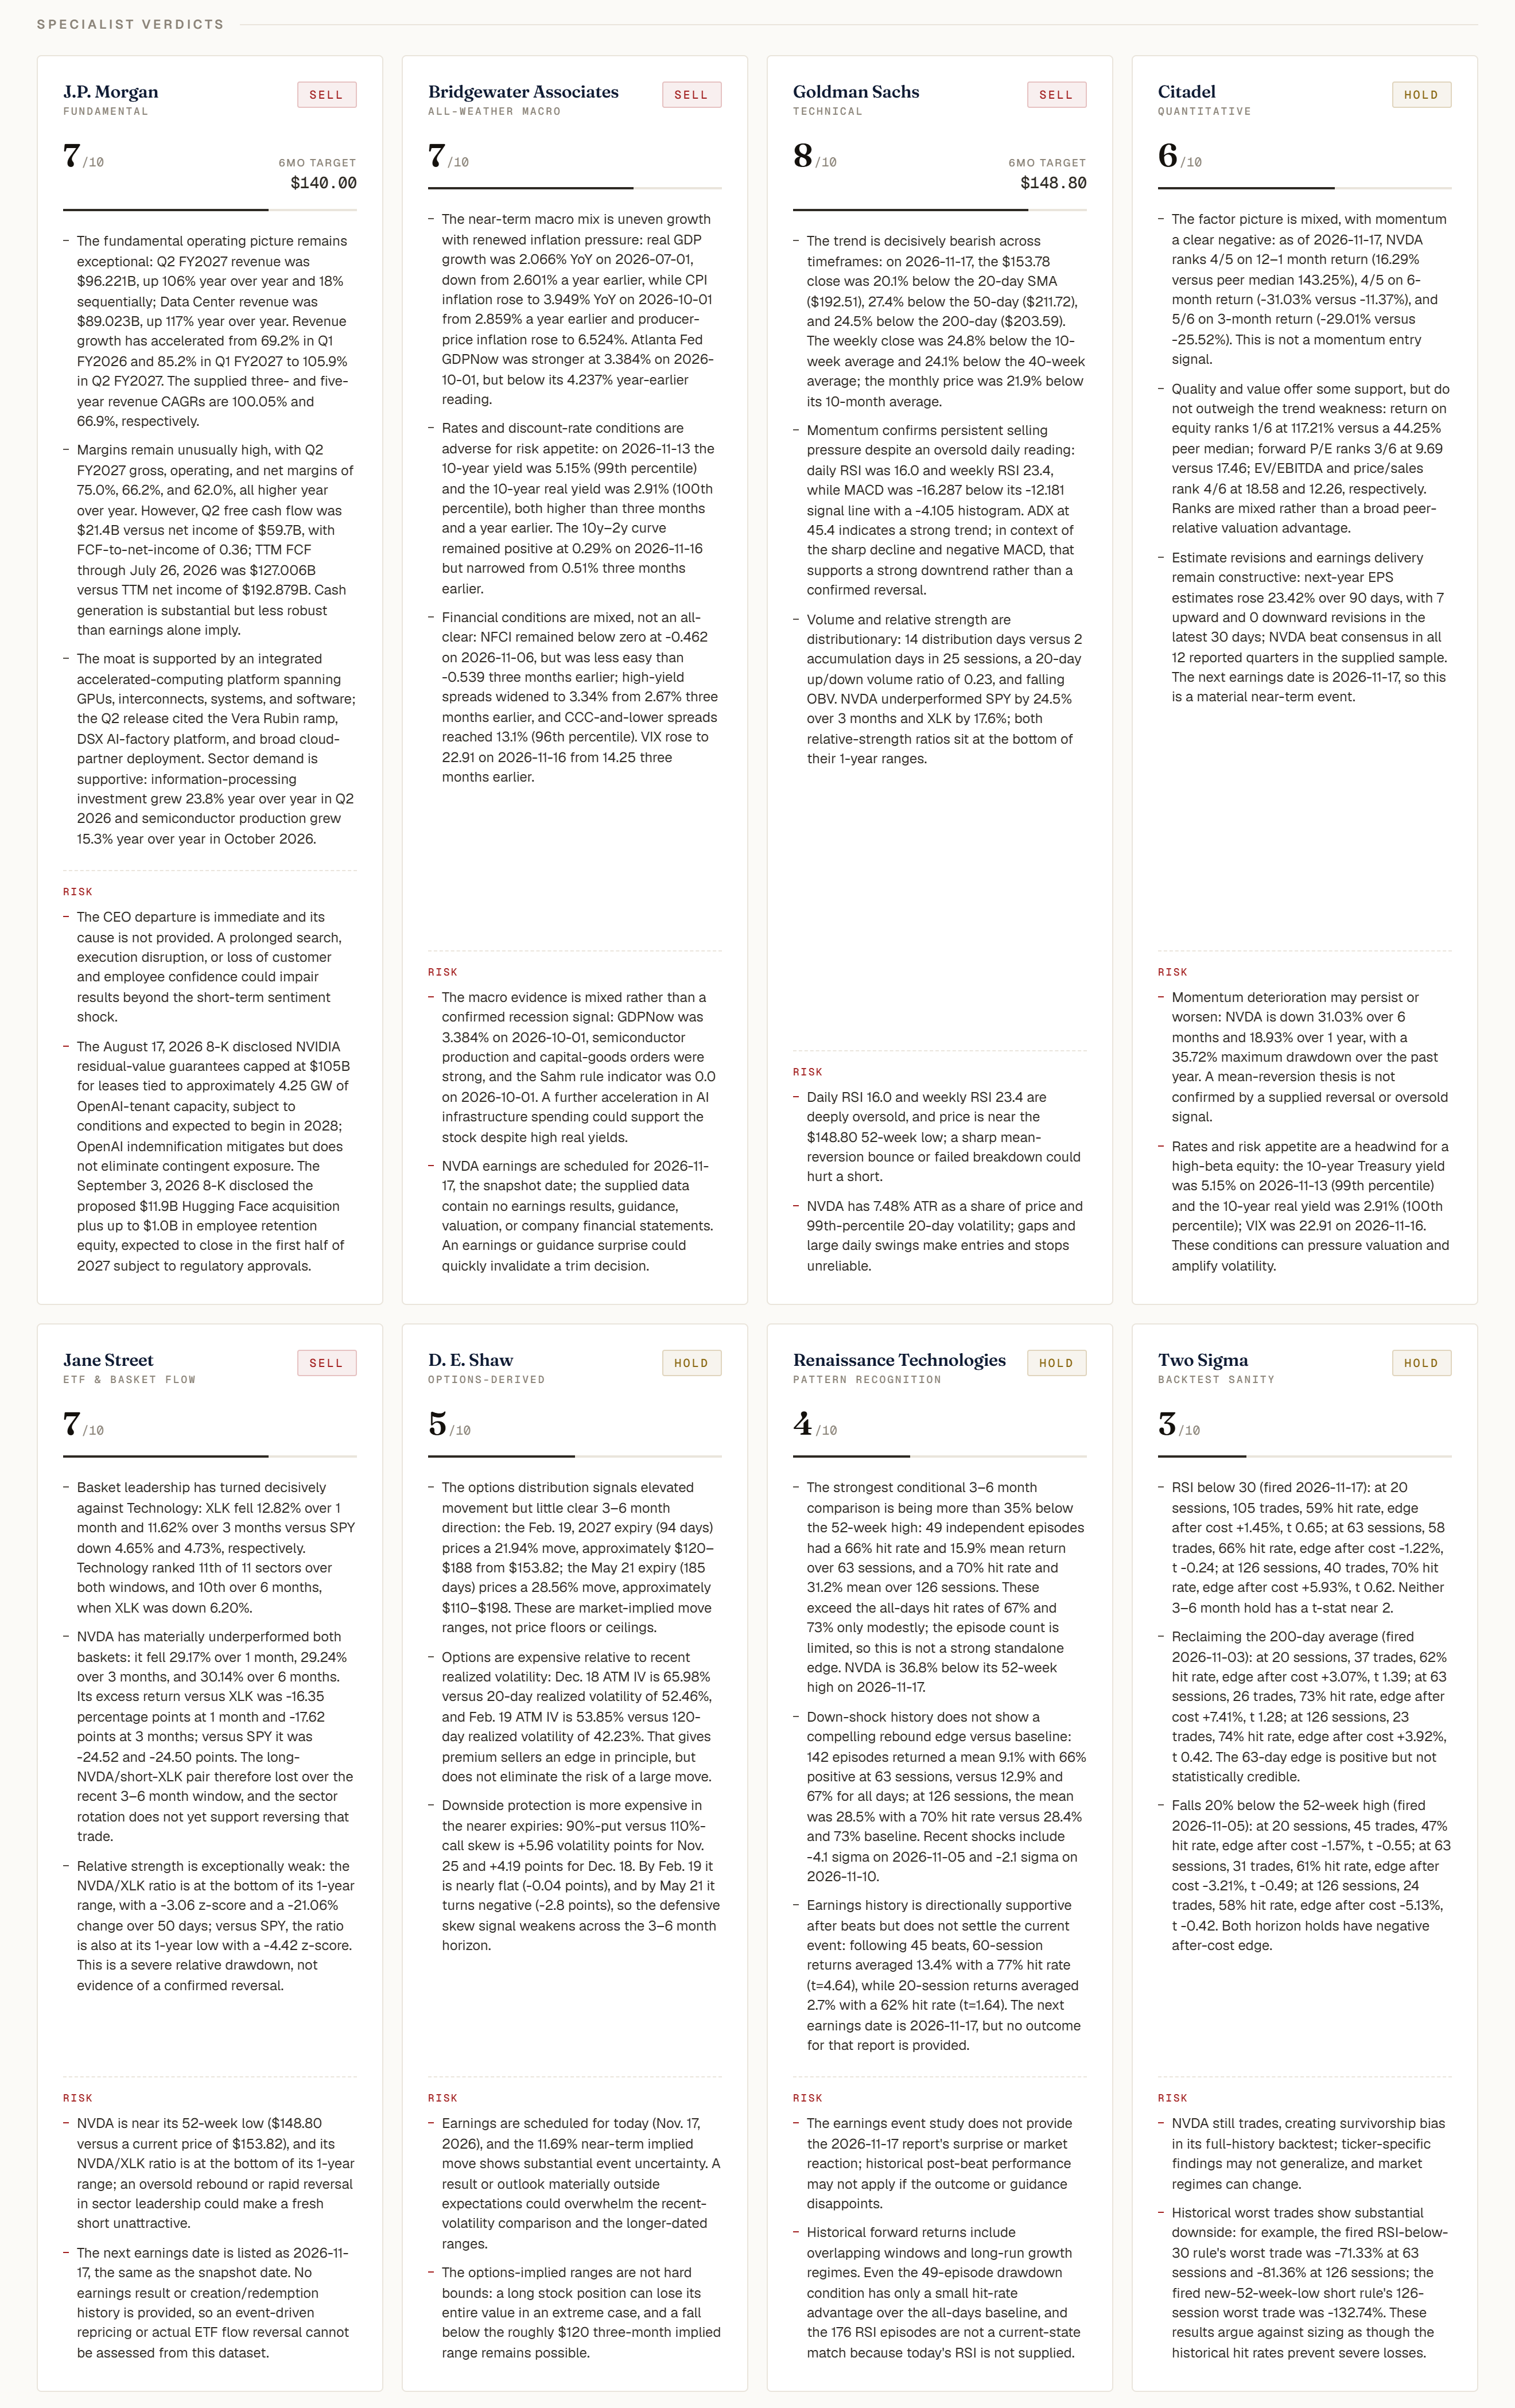 SPECIALIST VERDICTS
J.P. Morgan
SELL
FUNDAMENTAL
7/10
6MO TARGET
$140.00
– The fundamental operating picture remains
exceptional: Q2 FY2027 revenue was
$96.221B, up 106% year over year and 18%
sequentially; Data Center revenue was
$89.023B, up 117% year over year. Revenue
growth has accelerated from 69.2% in Q1
FY2026 and 85.2% in Q1 FY2027 to 105.9%
in Q2 FY2027. The supplied three- and five-
year revenue CAGRs are 100.05% and
66.9%, respectively.
– Margins remain unusually high, with Q2
FY2027 gross, operating, and net margins of
75.0%, 66.2%, and 62.0%, all higher year
over year. However, Q2 free cash flow was
$21.4B versus net income of $59.7B, with
FCF-to-net-income of 0.36; TTM FCF
through July 26, 2026 was $127.006B
versus TTM net income of $192.879B. Cash
generation is substantial but less robust
than earnings alone imply.
– The moat is supported by an integrated
accelerated-computing platform spanning
GPUs, interconnects, systems, and software;
the Q2 release cited the Vera Rubin ramp,
DSX AI-factory platform, and broad cloud-
partner deployment. Sector demand is
supportive: information-processing
investment grew 23.8% year over year in Q2
2026 and semiconductor production grew
15.3% year over year in October 2026.
RISK
– The CEO departure is immediate and its
cause is not provided. A prolonged search,
execution disruption, or loss of customer
and employee confidence could impair
results beyond the short-term sentiment
shock.
– The August 17, 2026 8-K disclosed NVIDIA
residual-value guarantees capped at $105B
for leases tied to approximately 4.25 GW of
OpenAI-tenant capacity, subject to
conditions and expected to begin in 2028;
OpenAI indemnification mitigates but does
not eliminate contingent exposure. The
September 3, 2026 8-K disclosed the
proposed $11.9B Hugging Face acquisition
plus up to $1.0B in employee retention
equity, expected to close in the first half of
2027 subject to regulatory approvals.
Bridgewater Associates
SELL
ALL-WEATHER MACRO
7/10
– The near-term macro mix is uneven growth
with renewed inflation pressure: real GDP
growth was 2.066% YoY on 2026-07-01,
down from 2.601% a year earlier, while CPI
inflation rose to 3.949% YoY on 2026-10-01
from 2.859% a year earlier and producer-
price inflation rose to 6.524%. Atlanta Fed
GDPNow was stronger at 3.384% on 2026-
10-01, but below its 4.237% year-earlier
reading.
– Rates and discount-rate conditions are
adverse for risk appetite: on 2026-11-13 the
10-year yield was 5.15% (99th percentile)
and the 10-year real yield was 2.91% (100th
percentile), both higher than three months
and a year earlier. The 10y–2y curve
remained positive at 0.29% on 2026-11-16
but narrowed from 0.51% three months
earlier.
– Financial conditions are mixed, not an all-
clear: NFCI remained below zero at -0.462
on 2026-11-06, but was less easy than
-0.539 three months earlier; high-yield
spreads widened to 3.34% from 2.67% three
months earlier, and CCC-and-lower spreads
reached 13.1% (96th percentile). VIX rose to
22.91 on 2026-11-16 from 14.25 three
months earlier.
RISK
– The macro evidence is mixed rather than a
confirmed recession signal: GDPNow was
3.384% on 2026-10-01, semiconductor
production and capital-goods orders were
strong, and the Sahm rule indicator was 0.0
on 2026-10-01. A further acceleration in AI
infrastructure spending could support the
stock despite high real yields.
– NVDA earnings are scheduled for 2026-11-
17, the snapshot date; the supplied data
contain no earnings results, guidance,
valuation, or company financial statements.
An earnings or guidance surprise could
quickly invalidate a trim decision.
Goldman Sachs
SELL
TECHNICAL
8/10
6MO TARGET
$148.80
– The trend is decisively bearish across
timeframes: on 2026-11-17, the $153.78
close was 20.1% below the 20-day SMA
($192.51), 27.4% below the 50-day ($211.72),
and 24.5% below the 200-day ($203.59).
The weekly close was 24.8% below the 10-
week average and 24.1% below the 40-week
average; the monthly price was 21.9% below
its 10-month average.
– Momentum confirms persistent selling
pressure despite an oversold daily reading:
daily RSI was 16.0 and weekly RSI 23.4,
while MACD was -16.287 below its -12.181
signal line with a -4.105 histogram. ADX at
45.4 indicates a strong trend; in context of
the sharp decline and negative MACD, that
supports a strong downtrend rather than a
confirmed reversal.
– Volume and relative strength are
distributionary: 14 distribution days versus 2
accumulation days in 25 sessions, a 20-day
up/down volume ratio of 0.23, and falling
OBV. NVDA underperformed SPY by 24.5%
over 3 months and XLK by 17.6%; both
relative-strength ratios sit at the bottom of
their 1-year ranges.
RISK
– Daily RSI 16.0 and weekly RSI 23.4 are
deeply oversold, and price is near the
$148.80 52-week low; a sharp mean-
reversion bounce or failed breakdown could
hurt a short.
– NVDA has 7.48% ATR as a share of price and
99th-percentile 20-day volatility; gaps and
large daily swings make entries and stops
unreliable.
Citadel
HOLD
QUANTITATIVE
6/10
– The factor picture is mixed, with momentum
a clear negative: as of 2026-11-17, NVDA
ranks 4/5 on 12–1 month return (16.29%
versus peer median 143.25%), 4/5 on 6-
month return (-31.03% versus -11.37%), and
5/6 on 3-month return (-29.01% versus
-25.52%). This is not a momentum entry
signal.
– Quality and value offer some support, but do
not outweigh the trend weakness: return on
equity ranks 1/6 at 117.21% versus a 44.25%
peer median; forward P/E ranks 3/6 at 9.69
versus 17.46; EV/EBITDA and price/sales
rank 4/6 at 18.58 and 12.26, respectively.
Ranks are mixed rather than a broad peer-
relative valuation advantage.
– Estimate revisions and earnings delivery
remain constructive: next-year EPS
estimates rose 23.42% over 90 days, with 7
upward and 0 downward revisions in the
latest 30 days; NVDA beat consensus in all
12 reported quarters in the supplied sample.
The next earnings date is 2026-11-17, so this
is a material near-term event.
RISK
– Momentum deterioration may persist or
worsen: NVDA is down 31.03% over 6
months and 18.93% over 1 year, with a
35.72% maximum drawdown over the past
year. A mean-reversion thesis is not
confirmed by a supplied reversal or oversold
signal.
– Rates and risk appetite are a headwind for a
high-beta equity: the 10-year Treasury yield
was 5.15% on 2026-11-13 (99th percentile)
and the 10-year real yield was 2.91% (100th
percentile); VIX was 22.91 on 2026-11-16.
These conditions can pressure valuation and
amplify volatility.
Jane Street
SELL
ETF & BASKET FLOW
7/10
– Basket leadership has turned decisively
against Technology: XLK fell 12.82% over 1
month and 11.62% over 3 months versus SPY
down 4.65% and 4.73%, respectively.
Technology ranked 11th of 11 sectors over
both windows, and 10th over 6 months,
when XLK was down 6.20%.
– NVDA has materially underperformed both
baskets: it fell 29.17% over 1 month, 29.24%
over 3 months, and 30.14% over 6 months.
Its excess return versus XLK was -16.35
percentage points at 1 month and -17.62
points at 3 months; versus SPY it was
-24.52 and -24.50 points. The long-
NVDA/short-XLK pair therefore lost over the
recent 3–6 month window, and the sector
rotation does not yet support reversing that
trade.
– Relative strength is exceptionally weak: the
NVDA/XLK ratio is at the bottom of its 1-year
range, with a -3.06 z-score and a -21.06%
change over 50 days; versus SPY, the ratio
is also at its 1-year low with a -4.42 z-score.
This is a severe relative drawdown, not
evidence of a confirmed reversal.
RISK
– NVDA is near its 52-week low ($148.80
versus a current price of $153.82), and its
NVDA/XLK ratio is at the bottom of its 1-year
range; an oversold rebound or rapid reversal
in sector leadership could make a fresh
short unattractive.
– The next earnings date is listed as 2026-11-
17, the same as the snapshot date. No
earnings result or creation/redemption
history is provided, so an event-driven
repricing or actual ETF flow reversal cannot
be assessed from this dataset.
D. E. Shaw
HOLD
OPTIONS-DERIVED
5/10
– The options distribution signals elevated
movement but little clear 3–6 month
direction: the Feb. 19, 2027 expiry (94 days)
prices a 21.94% move, approximately $120–
$188 from $153.82; the May 21 expiry (185
days) prices a 28.56% move, approximately
$110–$198. These are market-implied move
ranges, not price floors or ceilings.
– Options are expensive relative to recent
realized volatility: Dec. 18 ATM IV is 65.98%
versus 20-day realized volatility of 52.46%,
and Feb. 19 ATM IV is 53.85% versus 120-
day realized volatility of 42.23%. That gives
premium sellers an edge in principle, but
does not eliminate the risk of a large move.
– Downside protection is more expensive in
the nearer expiries: 90%-put versus 110%-
call skew is +5.96 volatility points for Nov.
25 and +4.19 points for Dec. 18. By Feb. 19 it
is nearly flat (-0.04 points), and by May 21 it
turns negative (-2.8 points), so the defensive
skew signal weakens across the 3–6 month
horizon.
RISK
– Earnings are scheduled for today (Nov. 17,
2026), and the 11.69% near-term implied
move shows substantial event uncertainty. A
result or outlook materially outside
expectations could overwhelm the recent-
volatility comparison and the longer-dated
ranges.
– The options-implied ranges are not hard
bounds: a long stock position can lose its
entire value in an extreme case, and a fall
below the roughly $120 three-month implied
range remains possible.
Renaissance Technologies
HOLD
PATTERN RECOGNITION
4/10
– The strongest conditional 3–6 month
comparison is being more than 35% below
the 52-week high: 49 independent episodes
had a 66% hit rate and 15.9% mean return
over 63 sessions, and a 70% hit rate and
31.2% mean over 126 sessions. These
exceed the all-days hit rates of 67% and
73% only modestly; the episode count is
limited, so this is not a strong standalone
edge. NVDA is 36.8% below its 52-week
high on 2026-11-17.
– Down-shock history does not show a
compelling rebound edge versus baseline:
142 episodes returned a mean 9.1% with 66%
positive at 63 sessions, versus 12.9% and
67% for all days; at 126 sessions, the mean
was 28.5% with a 70% hit rate versus 28.4%
and 73% baseline. Recent shocks include
-4.1 sigma on 2026-11-05 and -2.1 sigma on
2026-11-10.
– Earnings history is directionally supportive
after beats but does not settle the current
event: following 45 beats, 60-session
returns averaged 13.4% with a 77% hit rate
(t=4.64), while 20-session returns averaged
2.7% with a 62% hit rate (t=1.64). The next
earnings date is 2026-11-17, but no outcome
for that report is provided.
RISK
– The earnings event study does not provide
the 2026-11-17 report's surprise or market
reaction; historical post-beat performance
may not apply if the outcome or guidance
disappoints.
– Historical forward returns include
overlapping windows and long-run growth
regimes. Even the 49-episode drawdown
condition has only a small hit-rate
advantage over the all-days baseline, and
the 176 RSI episodes are not a current-state
match because today's RSI is not supplied.
Two Sigma
HOLD
BACKTEST SANITY
3/10
– RSI below 30 (fired 2026-11-17): at 20
sessions, 105 trades, 59% hit rate, edge
after cost +1.45%, t 0.65; at 63 sessions, 58
trades, 66% hit rate, edge after cost -1.22%,
t -0.24; at 126 sessions, 40 trades, 70% hit
rate, edge after cost +5.93%, t 0.62. Neither
3–6 month hold has a t-stat near 2.
– Reclaiming the 200-day average (fired
2026-11-03): at 20 sessions, 37 trades, 62%
hit rate, edge after cost +3.07%, t 1.39; at 63
sessions, 26 trades, 73% hit rate, edge after
cost +7.41%, t 1.28; at 126 sessions, 23
trades, 74% hit rate, edge after cost +3.92%,
t 0.42. The 63-day edge is positive but not
statistically credible.
– Falls 20% below the 52-week high (fired
2026-11-05): at 20 sessions, 45 trades, 47%
hit rate, edge after cost -1.57%, t -0.55; at 63
sessions, 31 trades, 61% hit rate, edge after
cost -3.21%, t -0.49; at 126 sessions, 24
trades, 58% hit rate, edge after cost -5.13%,
t -0.42. Both horizon holds have negative
after-cost edge.
RISK
– NVDA still trades, creating survivorship bias
in its full-history backtest; ticker-specific
findings may not generalize, and market
regimes can change.
– Historical worst trades show substantial
downside: for example, the fired RSI-below-
30 rule's worst trade was -71.33% at 63
sessions and -81.36% at 126 sessions; the
fired new-52-week-low short rule's 126-
session worst trade was -132.74%. These
results argue against sizing as though the
historical hit rates prevent severe losses.